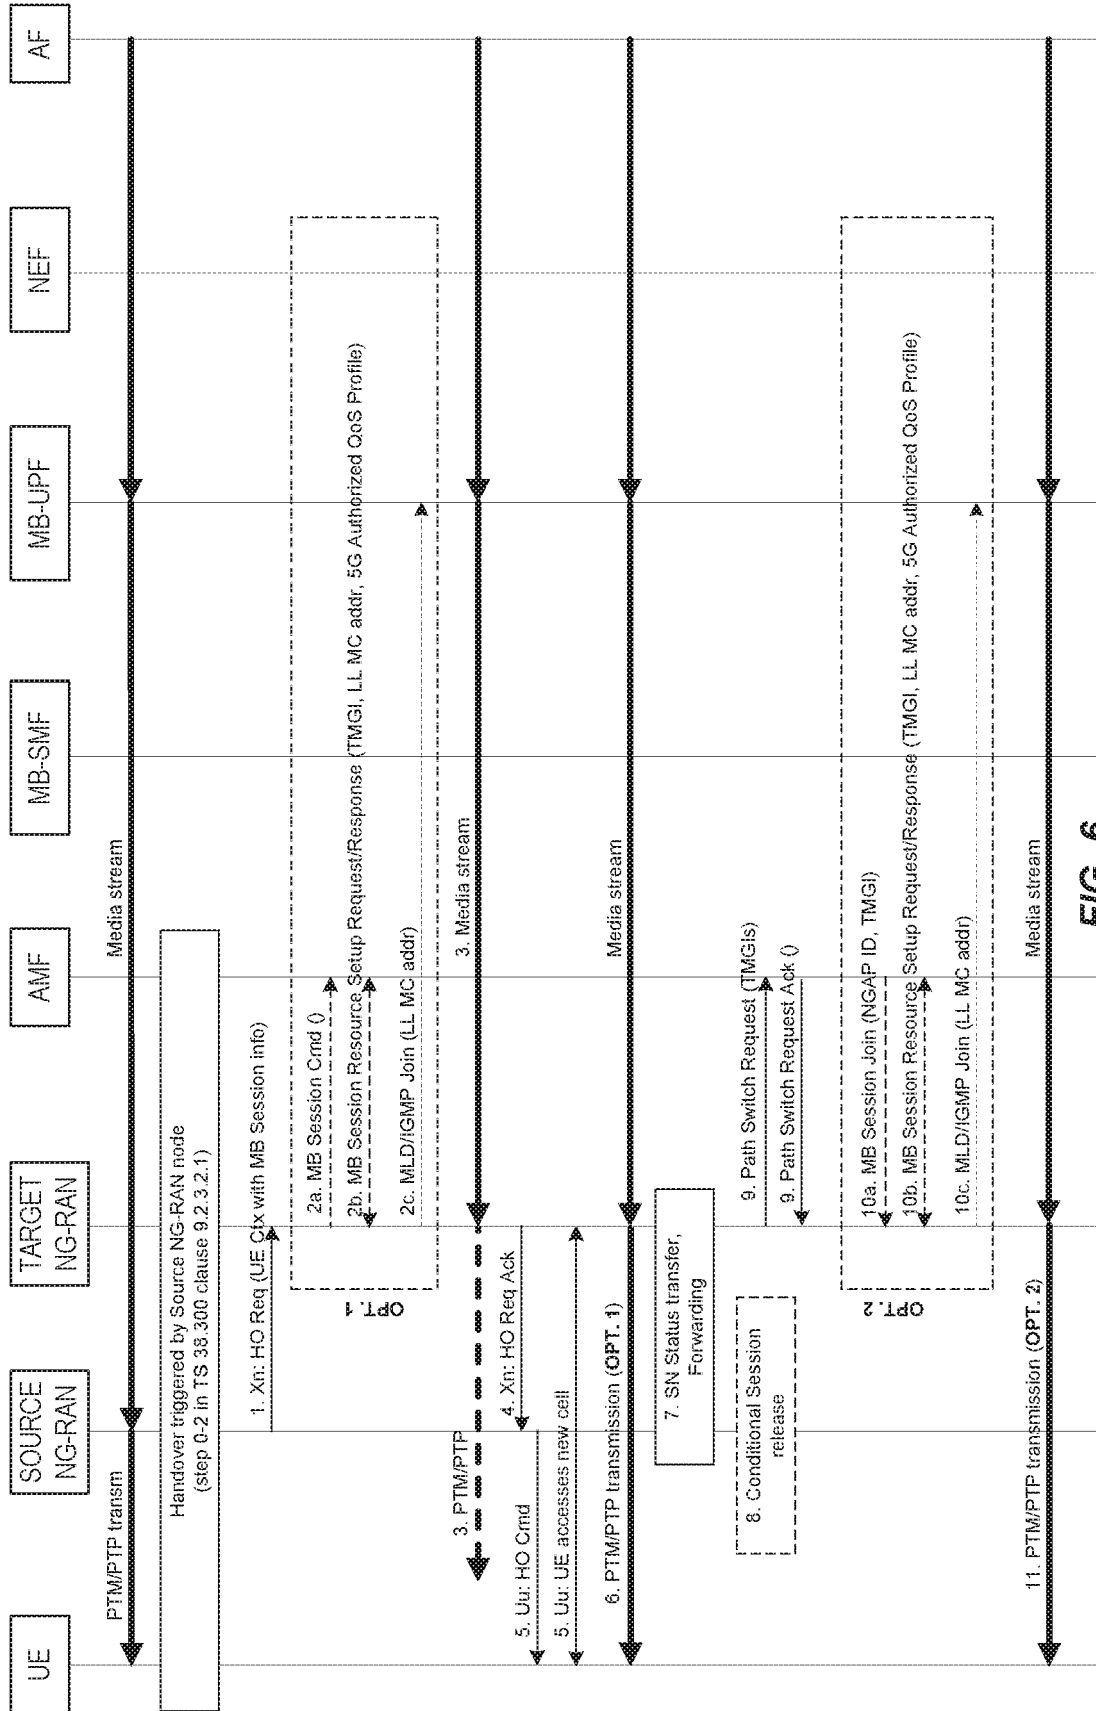 UE
SOURCE
NG-RAN
TARGET
NG-RAN
AMF
MB-SMF
MB-UPF
NEF
AF
PTM/PTP transm
Media stream
Handover triggered by Source NG-RAN node
(step 0-2 in TS 38.300 clause 9.2.3.2.1)
1. Xn: HO Req (UE Ctx with MB Session info)
OPT. 1
2a. MB Session Cmd ()
2b. MB Session Resource Setup Request/Response (TMGI, LL MC addr, 5G Authorized QoS Profile)
2c. MLD/IGMP Join (LL MC addr)
3. PTM/PTP
3. Media stream
4. Xn: HO Req Ack
5. Uu: HO Cmd
5. Uu: UE accesses new cell
6. PTM/PTP transmission (OPT. 1)
Media stream
7. SN Status transfer,
Forwarding
8. Conditional Session
release
9. Path Switch Request (TMGIs)
9. Path Switch Request Ack ()
OPT. 2
10a. MB Session Join (NGAP ID, TMGI)
10b. MB Session Resource Setup Request/Response (TMGI, LL MC addr, 5G Authorized QoS Profile)
10c. MLD/IGMP Join (LL MC addr)
11. PTM/PTP transmission (OPT. 2)
Media stream
FIG. 6